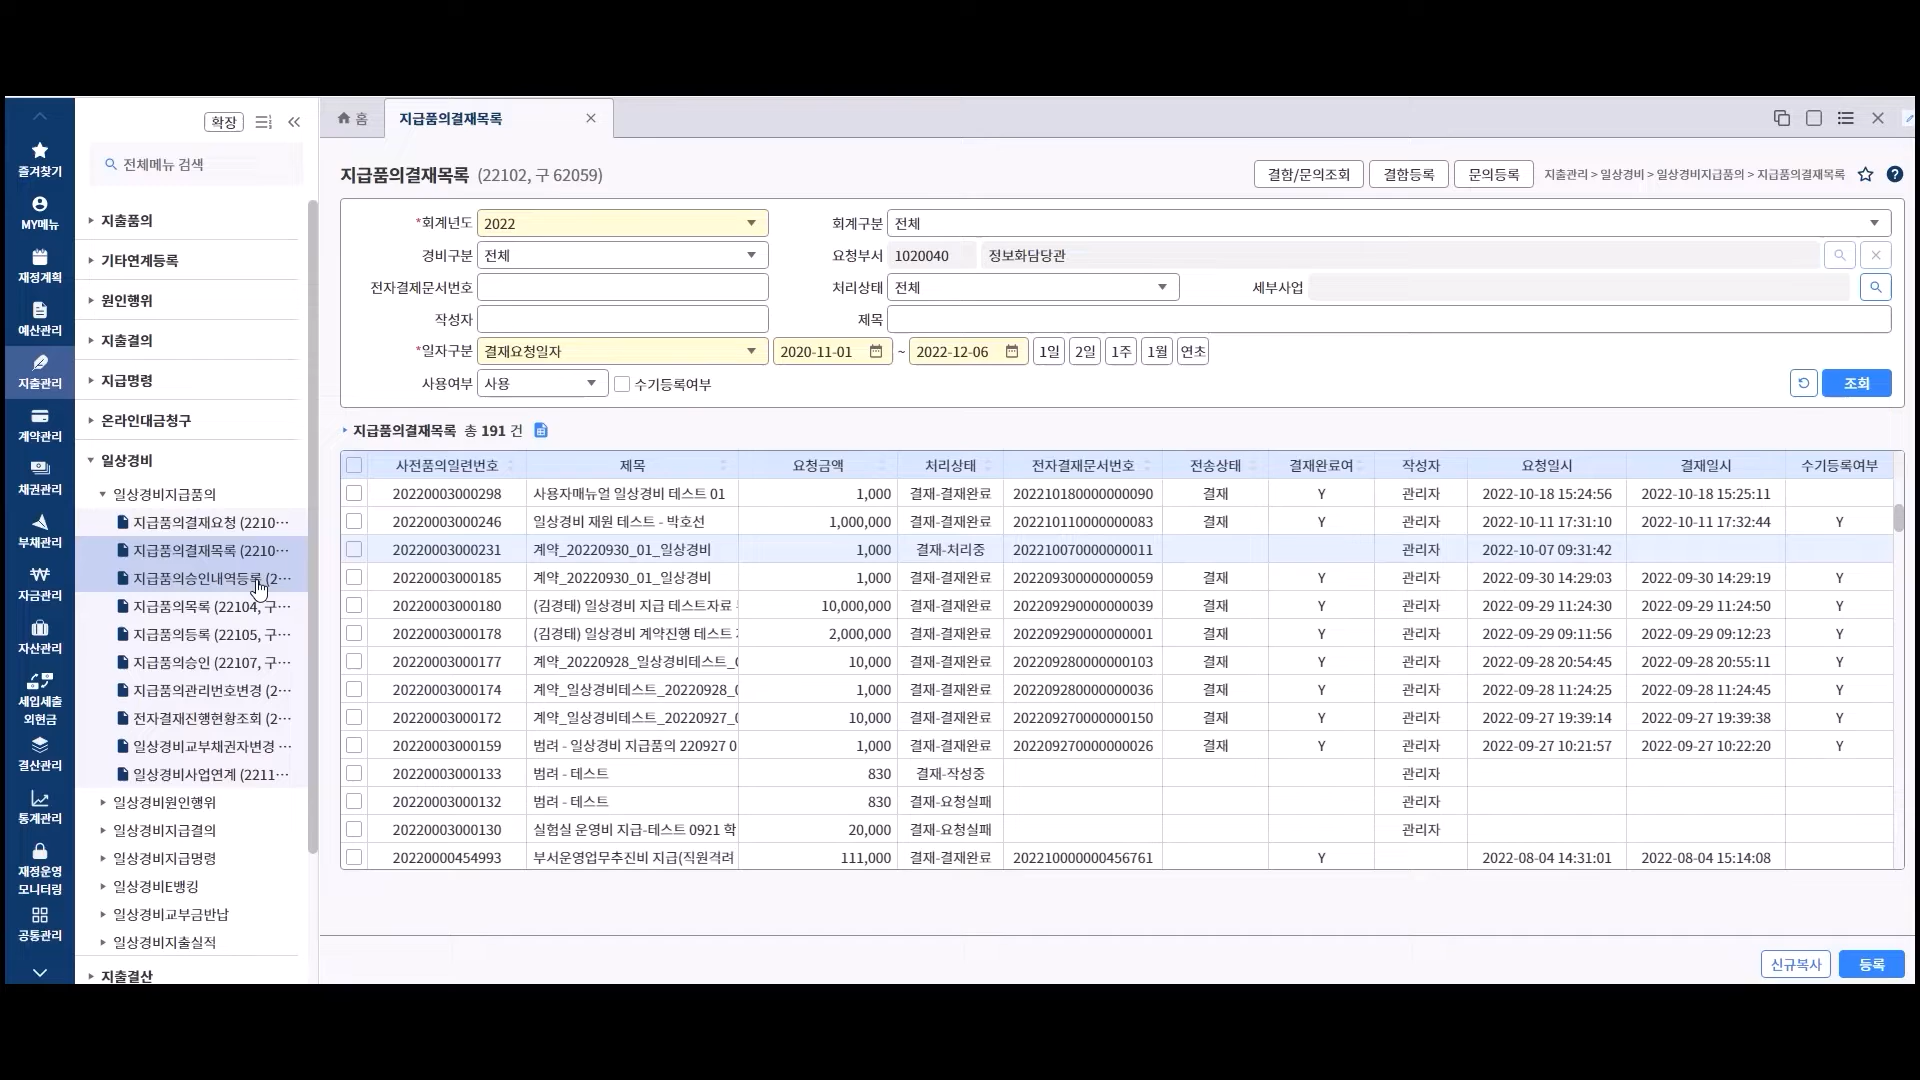 즐겨찾기
MY메뉴
재정계획
예산관리
지출관리
계약관리
채권관리
부채관리
자금관리
자산관리
세입세출
외현금
결산관리
통계관리
재정운영
모니터링
공통관리
확장
전체메뉴 검색
지출품의
기타연계등록
원인행위
지출결의
지급명령
온라인대금청구
일상경비
일상경비지급품의
지급품의결재요청 (2210···
지급품의결재목록 (2210···
지급품의승인내역등록 (2···
지급품의목록 (22104, 구···
지급품의등록 (22105, 구···
지급품의승인 (22107, 구···
지급품의관리번호변경 (2···
전자결재진행현황조회 (2···
일상경비교부채권자변경 ···
일상경비사업연계 (2211···
일상경비원인행위
일상경비지급결의
일상경비지급명령
일상경비E뱅킹
일상경비교부금반납
일상경비지출실적
지출결산
홈
지급품의결재목록
지급품의결재목록 (22102, 구 62059)
결함/문의조회 결함등록 문의등록 지출관리 > 일상경비 > 일상경비지급품의 > 지급품의결재목록
*회계년도 2022 회계구분 전체
경비구분 전체 요청부서 1020040 정보화담당관
전자결제문서번호 처리상태 전체 세부사업
작성자 제목
*일자구분 결재요청일자 2020-11-01 ~ 2022-12-06 1일 2일 1주 1월 연초
사용여부 사용 수기등록여부 조회
지급품의결재목록 총 191 건
사전품의일련번호 제목 요청금액 처리상태 전자결재문서번호 전송상태 결재완료여 작성자 요청일시 결재일시 수기등록여부
20220003000298 사용자매뉴얼 일상경비 테스트 01 1,000 결재-결재완료 202210180000000090 결재 Y 관리자 2022-10-18 15:24:56 2022-10-18 15:25:11
20220003000246 일상경비 재원 테스트 - 박호선 1,000,000 결재-결재완료 202210110000000083 결재 Y 관리자 2022-10-11 17:31:10 2022-10-11 17:32:44 Y
20220003000231 계약_20220930_01_일상경비 1,000 결재-처리중 202210070000000011 관리자 2022-10-07 09:31:42
20220003000185 계약_20220930_01_일상경비 1,000 결재-결재완료 202209300000000059 결재 Y 관리자 2022-09-30 14:29:03 2022-09-30 14:29:19 Y
20220003000180 (김경태) 일상경비 지급 테스트자료 10,000,000 결재-결재완료 202209290000000039 결재 Y 관리자 2022-09-29 11:24:30 2022-09-29 11:24:50 Y
20220003000178 (김경태) 일상경비 계약진행 테스트 2,000,000 결재-결재완료 202209290000000001 결재 Y 관리자 2022-09-29 09:11:56 2022-09-29 09:12:23 Y
20220003000177 계약_20220928_일상경비테스트_ 10,000 결재-결재완료 202209280000000103 결재 Y 관리자 2022-09-28 20:54:45 2022-09-28 20:55:11 Y
20220003000174 계약_일상경비테스트_20220928_0 1,000 결재-결재완료 202209280000000036 결재 Y 관리자 2022-09-28 11:24:25 2022-09-28 11:24:45 Y
20220003000172 계약_일상경비테스트_20220927_0 10,000 결재-결재완료 202209270000000150 결재 Y 관리자 2022-09-27 19:39:14 2022-09-27 19:39:38 Y
20220003000159 범려 - 일상경비 지급품의 220927 0 1,000 결재-결재완료 202209270000000026 결재 Y 관리자 2022-09-27 10:21:57 2022-09-27 10:22:20 Y
20220003000133 범려 - 테스트 830 결재-작성중 관리자
20220003000132 범려 - 테스트 830 결재-요청실패 관리자
20220003000130 실험실 운영비 지급-테스트 0921 학 20,000 결재-요청실패 관리자
20220000454993 부서운영업무추진비 지급(직원격려 111,000 결재-결재완료 202210000000456761 Y 2022-08-04 14:31:01 2022-08-04 15:14:08
신규복사 등록